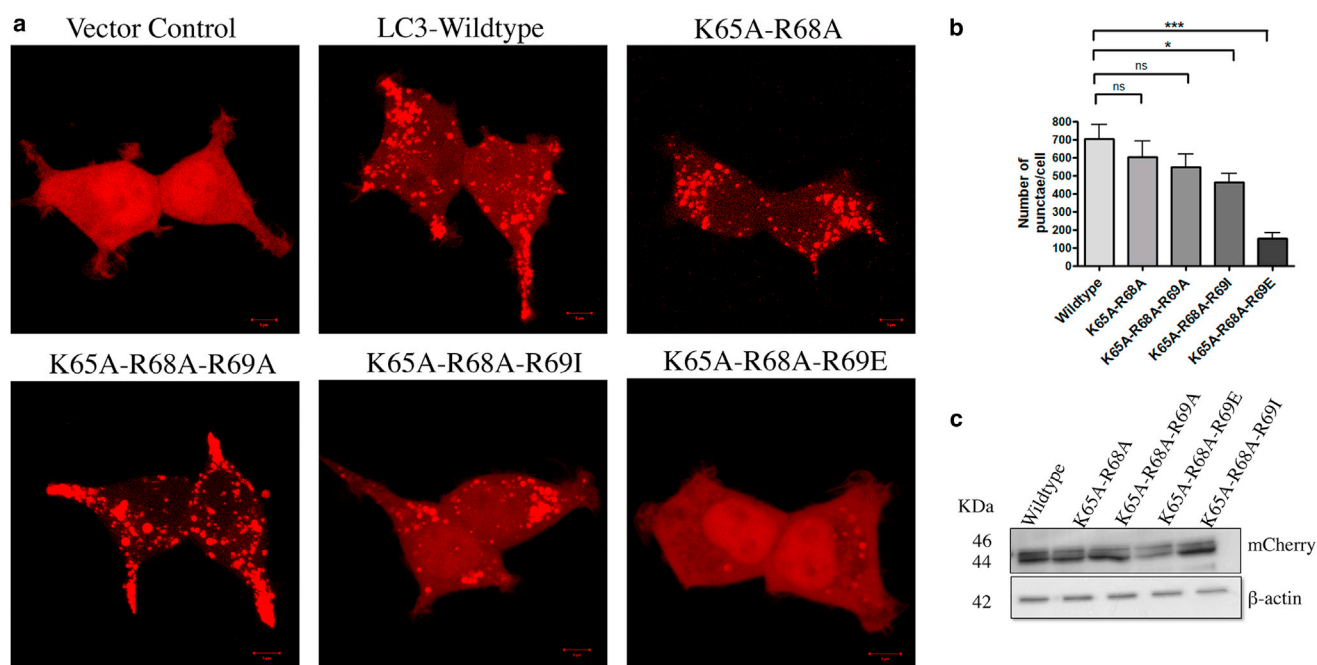 a
Vector Control
LC3-Wildtype
K65A-R68A
K65A-R68A-R69A
K65A-R68A-R69I
K65A-R68A-R69E
b
***
*
ns
ns
Number of
punctae/cell
800
700
600
500
400
300
200
100
0
Wildtype
K65A-R68A
K65A-R68A-R69A
K65A-R68A-R69I
K65A-R68A-R69E
c
Wildtype
K65A-R68A
K65A-R68A-R69A
K65A-R68A-R69E
K65A-R68A-R69I
KDa
46
44
mCherry
42
β-actin